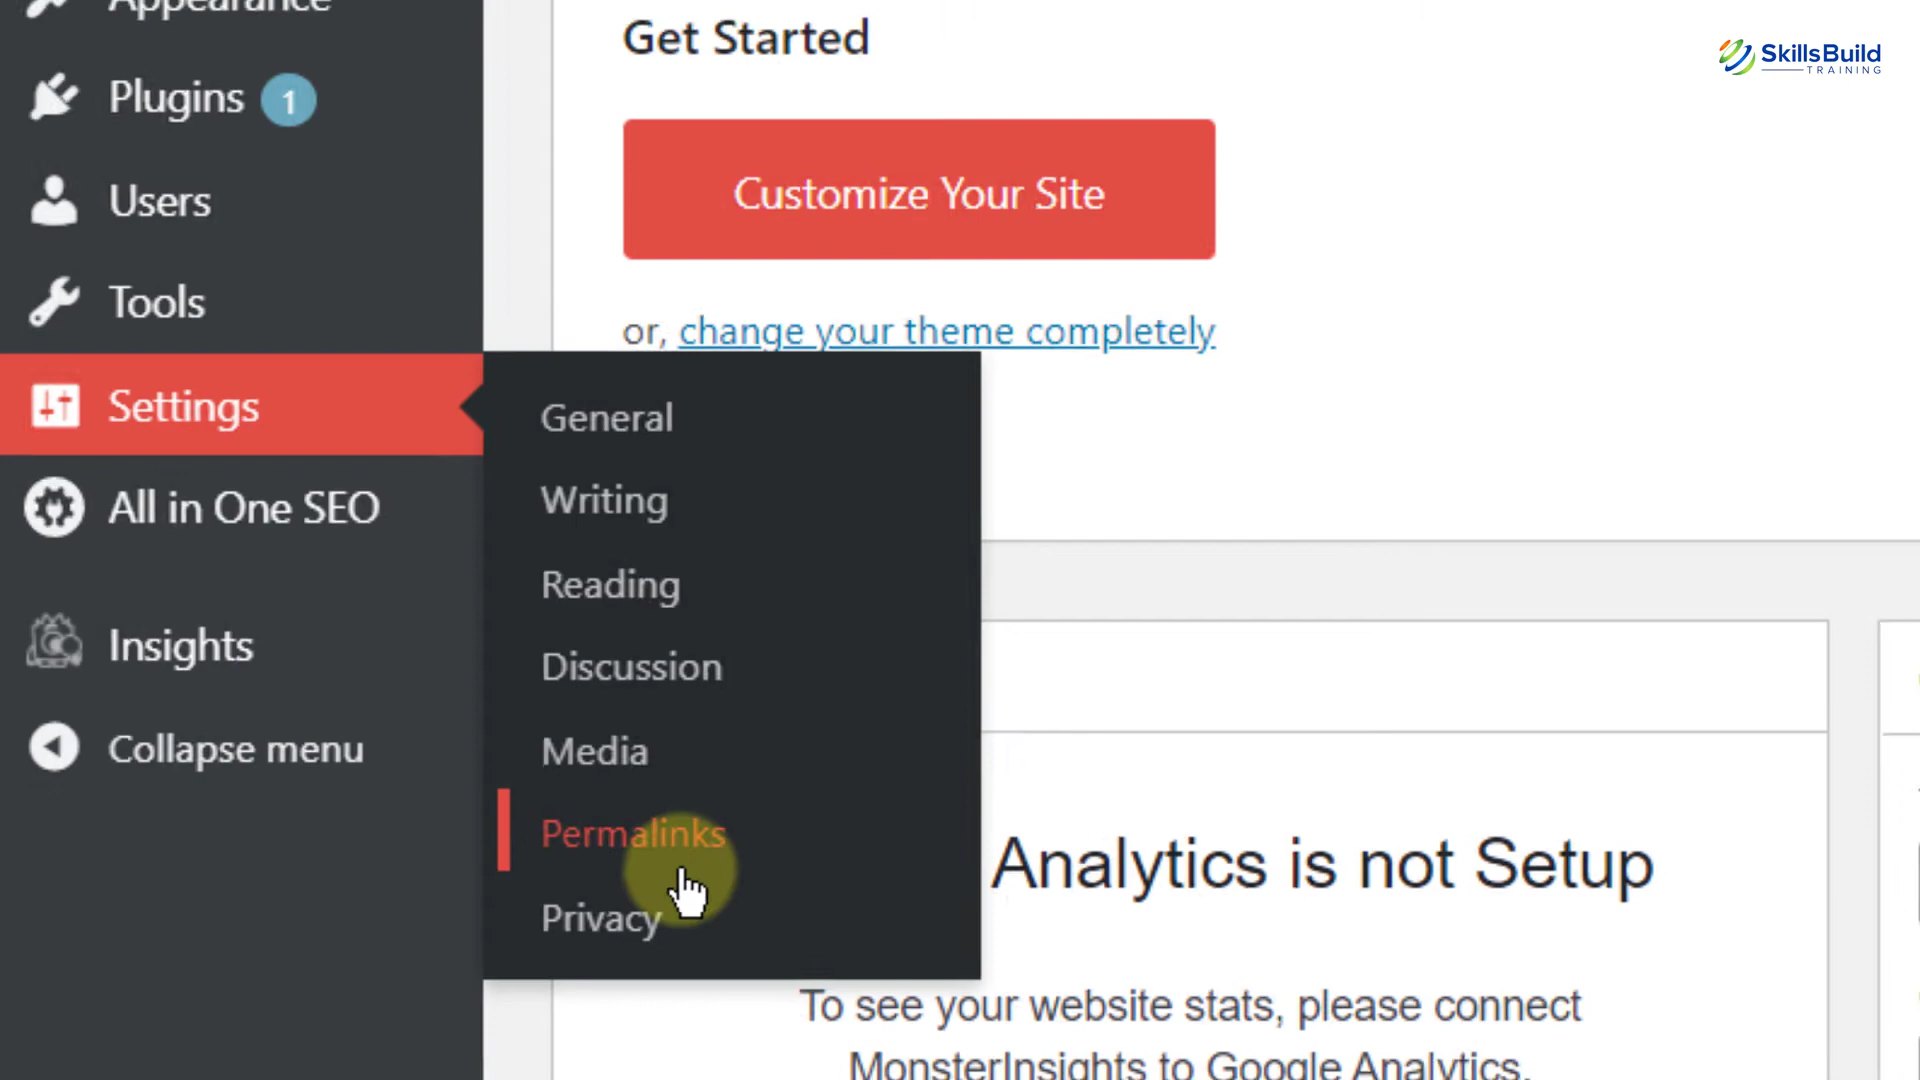 Appearance
Plugins 1
Users
Tools
Settings
All in One SEO
Insights
Collapse menu
General
Writing
Reading
Discussion
Media
Permalinks
Privacy
Get Started
Customize Your Site
or, change your theme completely
Analytics is not Setup
To see your website stats, please connect
MonsterInsights to Google Analytics.
SkillsBuild
TRAINING